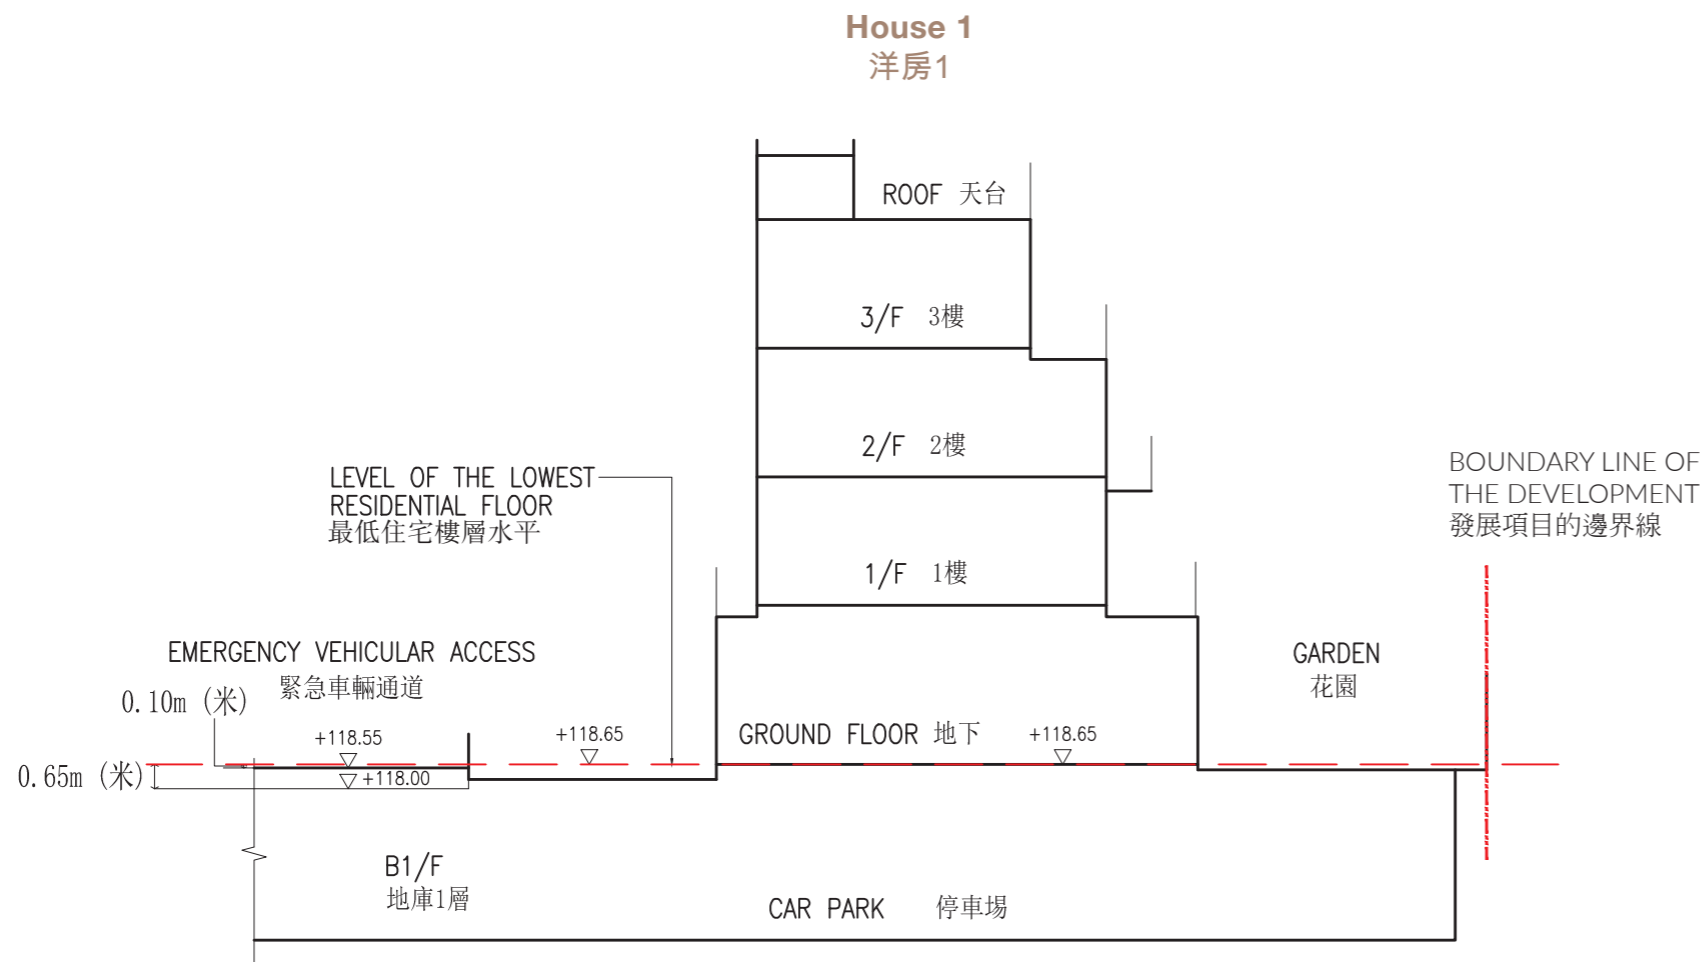 House 1
洋房1
ROOF 天台
3/F 3樓
2/F 2樓
LEVEL OF THE LOWEST
RESIDENTIAL FLOOR
最低住宅樓層水平
BOUNDARY LINE OF
THE DEVELOPMENT
發展項目的邊界線
1/F 1樓
EMERGENCY VEHICULAR ACCESS
緊急車輛通道
GARDEN
花園
0.10m (米)
+118.55
+118.65
GROUND FLOOR 地下
+118.65
0.65m (米)
+118.00
B1/F
地庫1層
CAR PARK 停車場